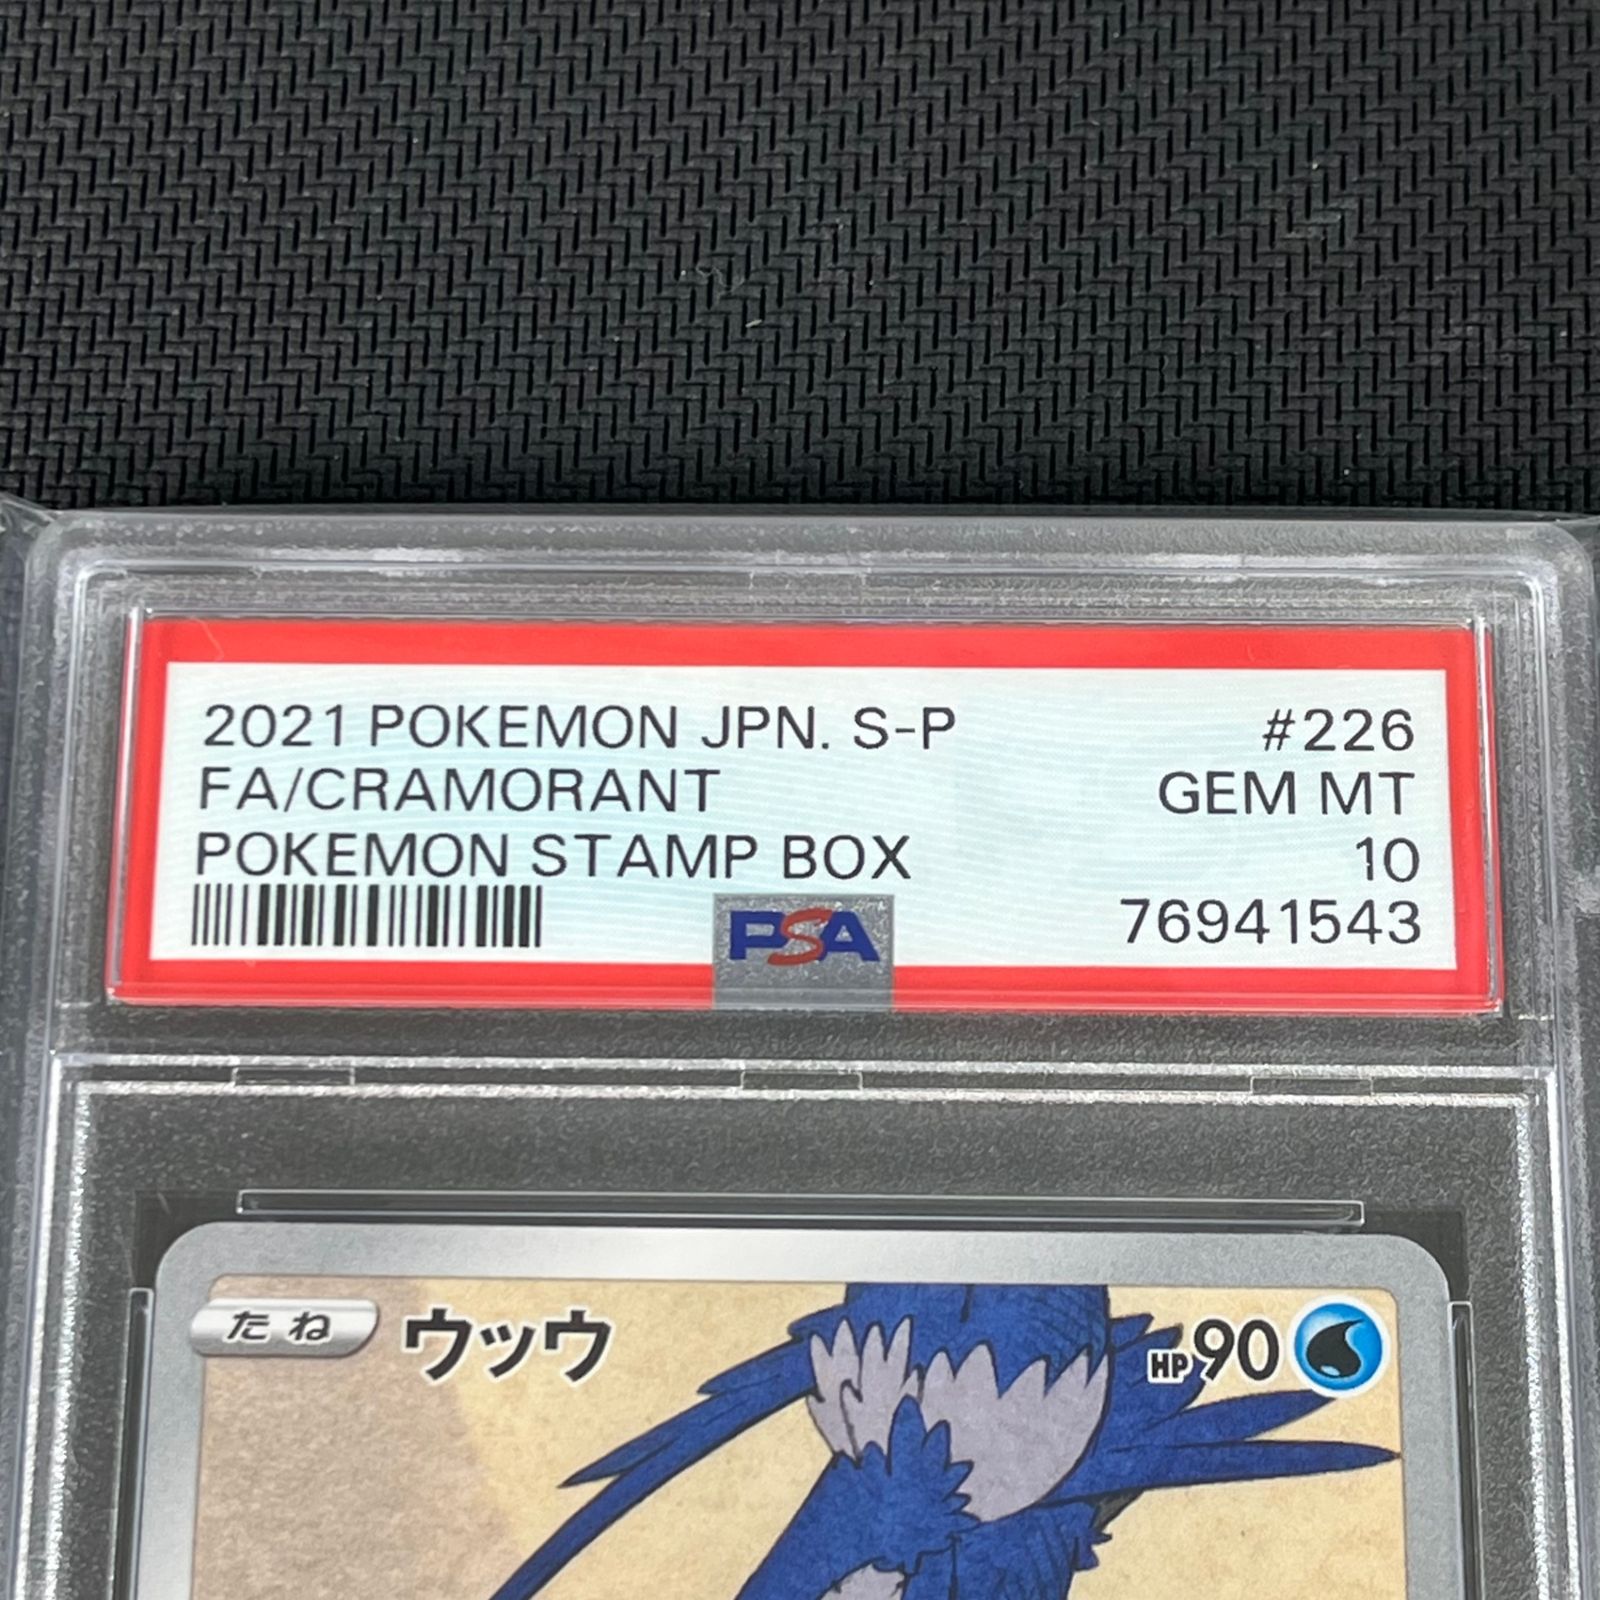 2021 POKEMON JPN. S-P #226
FA/CRAMORANT GEM MT
POKEMON STAMP BOX 10
PSA 76941543
たね ウッウ HP90